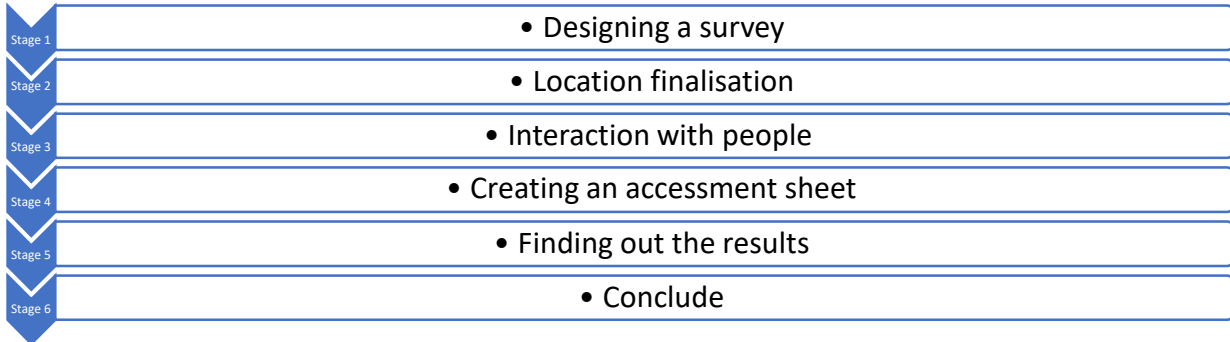 Stage 1
• Designing a survey
Stage 2
• Location finalisation
Stage 3
• Interaction with people
Stage 4
• Creating an accessment sheet
Stage 5
• Finding out the results
Stage 6
• Conclude